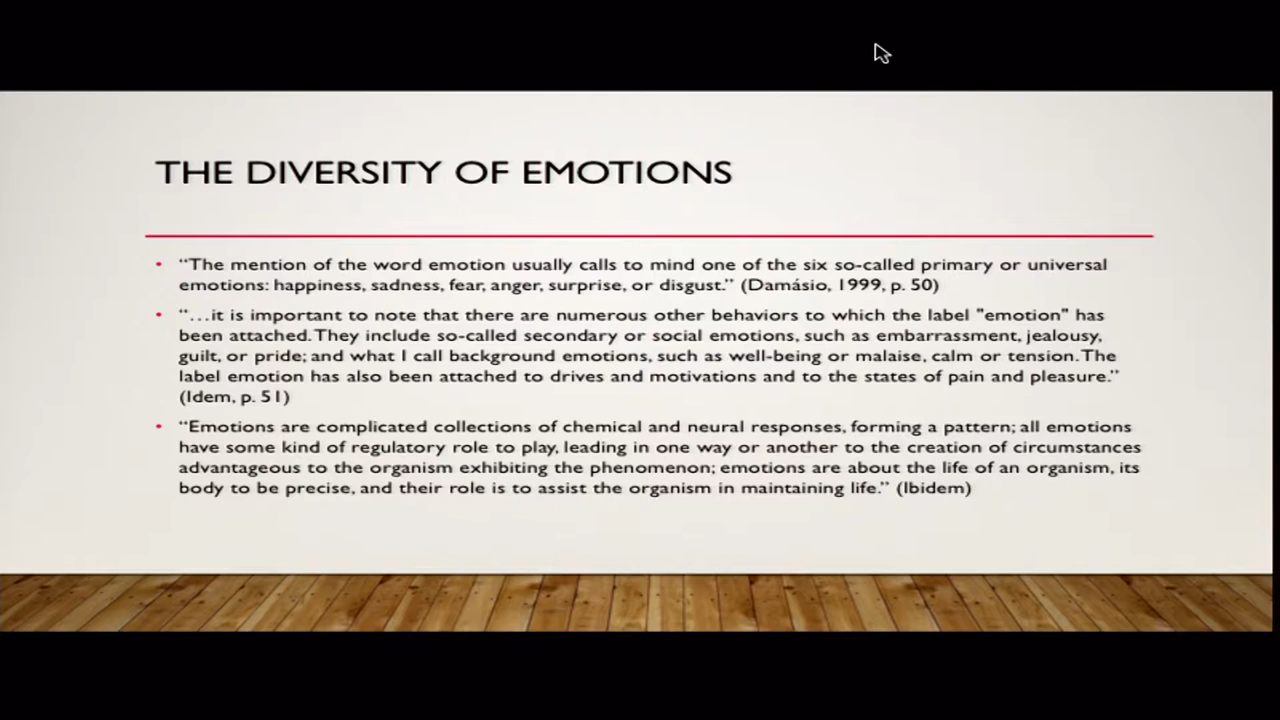 THE DIVERSITY OF EMOTIONS
• “The mention of the word emotion usually calls to mind one of the six so-called primary or universal
emotions: happiness, sadness, fear, anger, surprise, or disgust.” (Damásio, 1999, p. 50)
• “…it is important to note that there are numerous other behaviors to which the label "emotion" has
been attached. They include so-called secondary or social emotions, such as embarrassment, jealousy,
guilt, or pride; and what I call background emotions, such as well-being or malaise, calm or tension. The
label emotion has also been attached to drives and motivations and to the states of pain and pleasure.”
(Idem, p. 51)
• “Emotions are complicated collections of chemical and neural responses, forming a pattern; all emotions
have some kind of regulatory role to play, leading in one way or another to the creation of circumstances
advantageous to the organism exhibiting the phenomenon; emotions are about the life of an organism, its
body to be precise, and their role is to assist the organism in maintaining life.” (Ibidem)